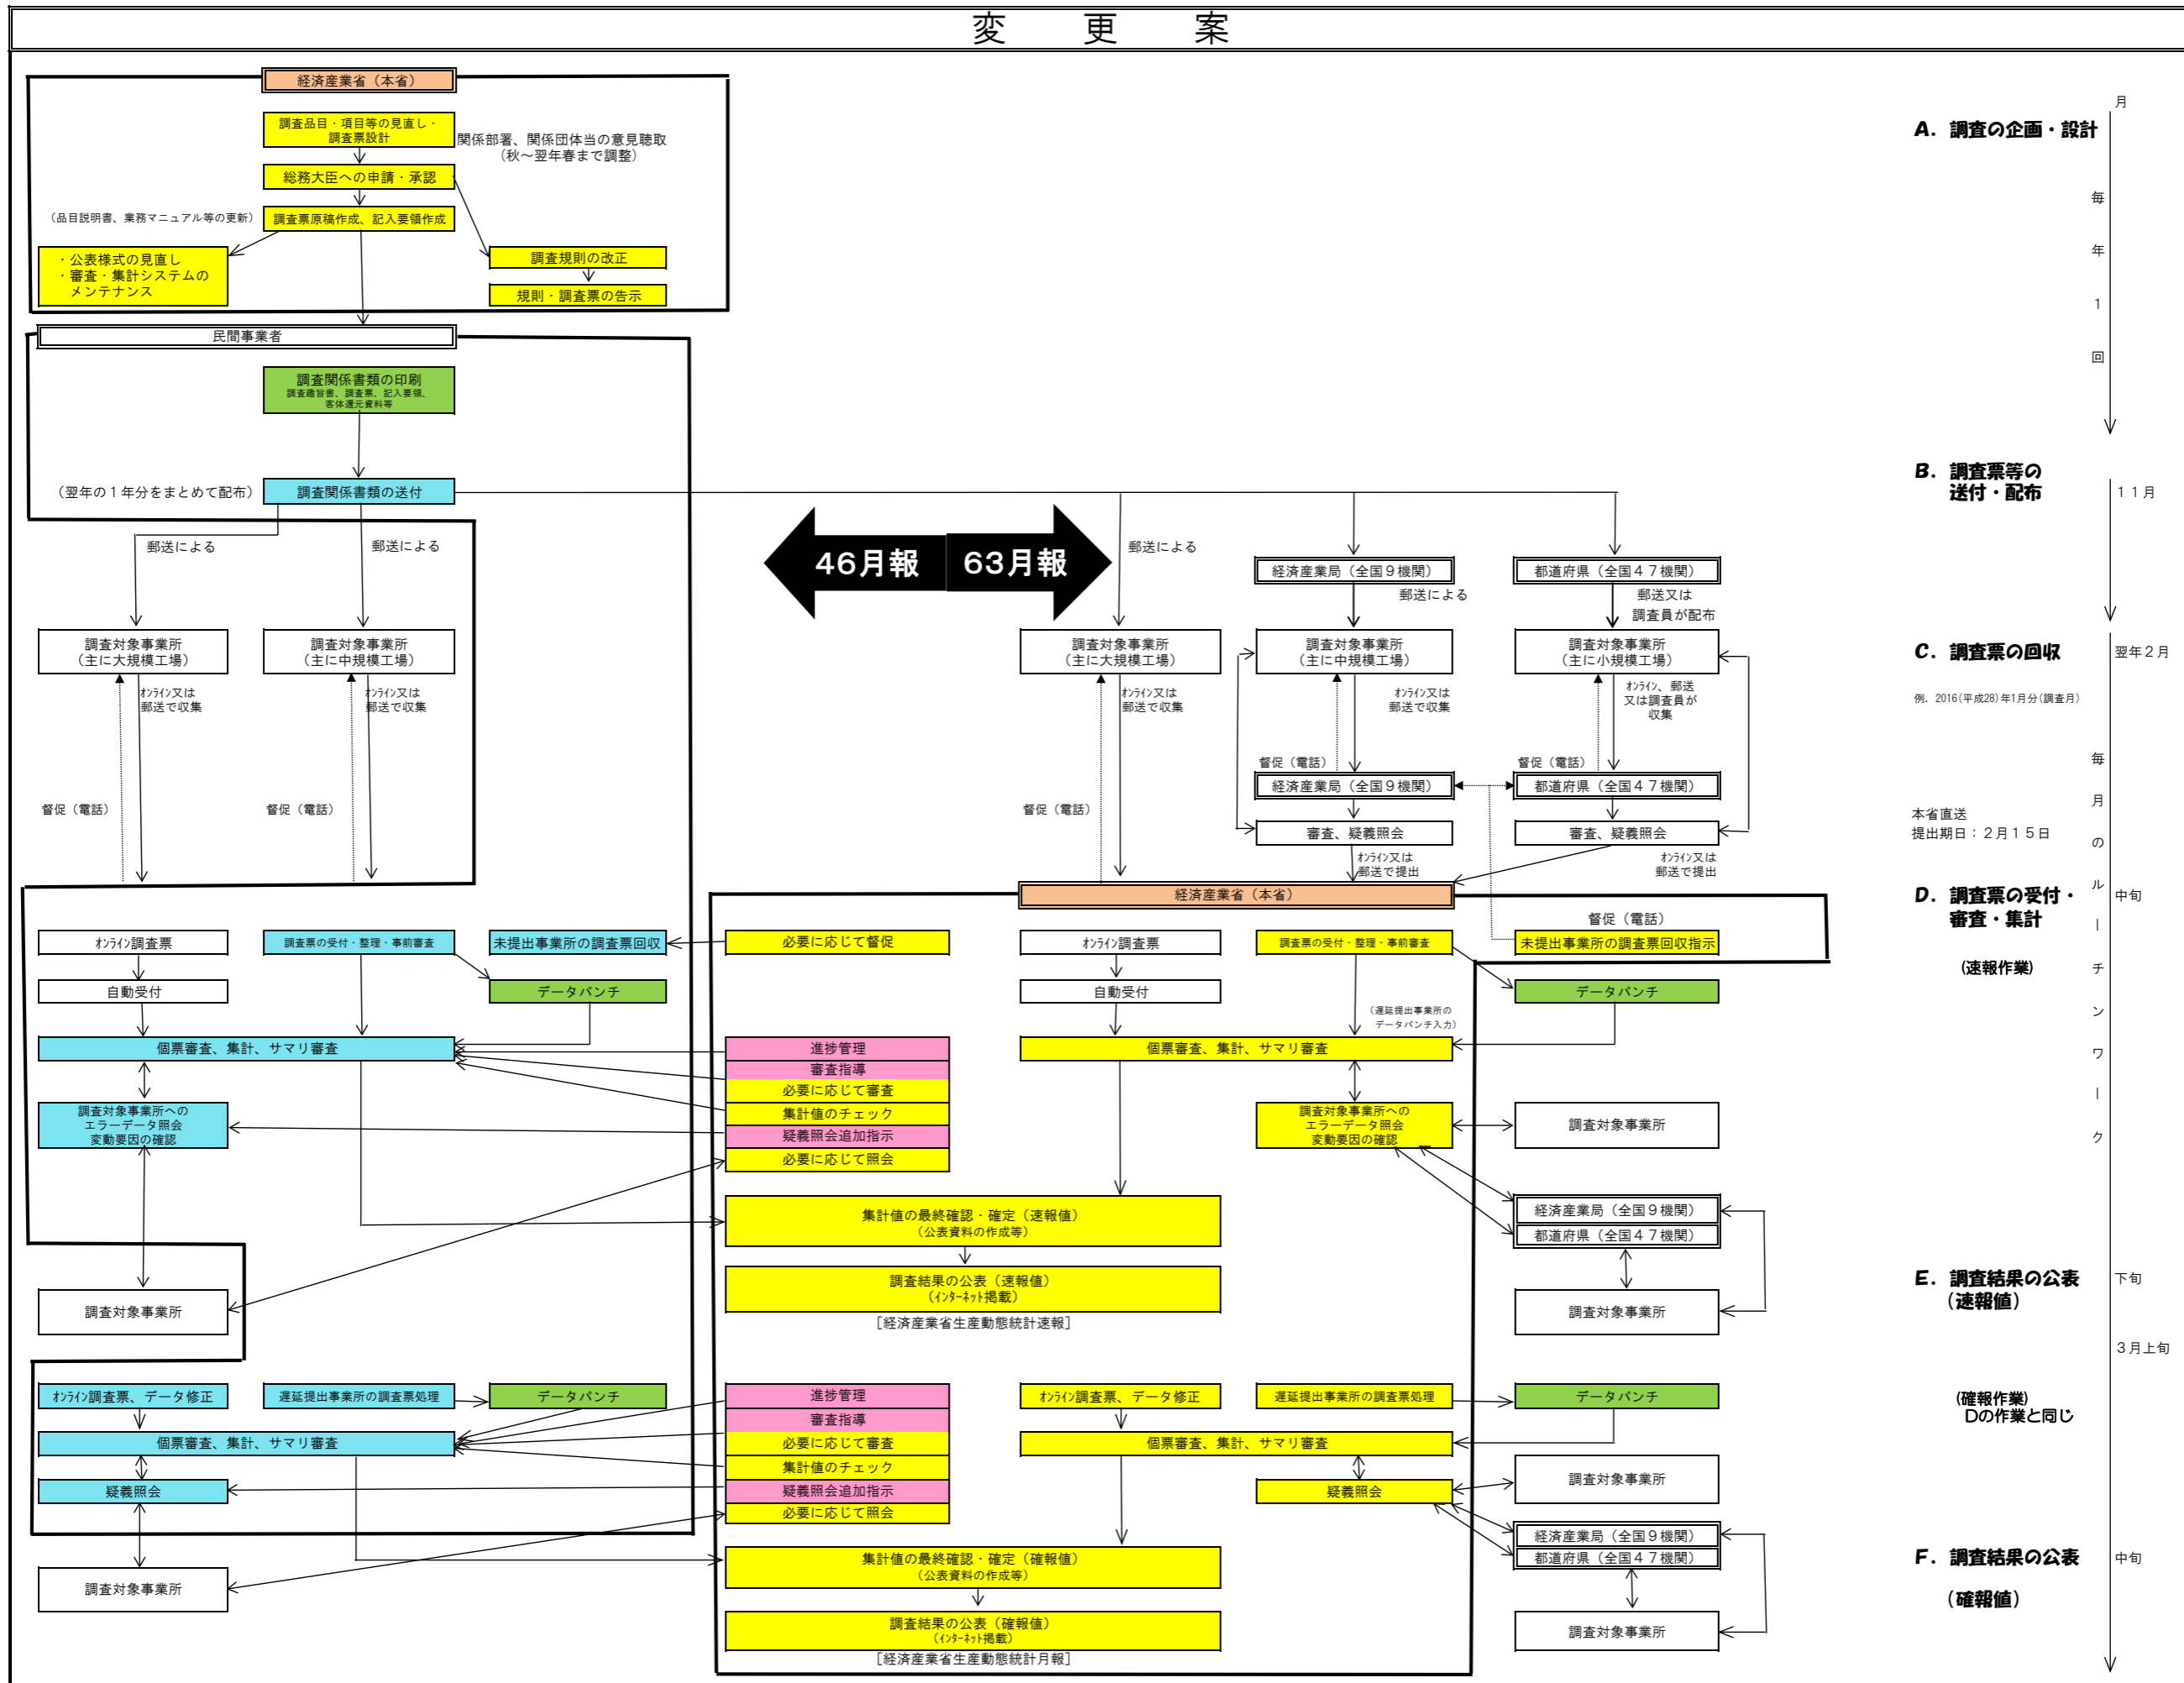 変　更　案
経済産業省（本省）
調査品目・項目等の見直し・
調査票設計
関係部署、関係団体当の意見聴取
（秋～翌年春まで調整）
総務大臣への申請・承認
（品目説明書、業務マニュアル等の更新）
調査票原稿作成、記入要領作成
・公表様式の見直し
・審査・集計システムの
メンテナンス
調査規則の改正
規則・調査票の告示
民間事業者
調査関係書類の印刷
調査趣旨書、調査票、記入要領、
客体還元資料等
（翌年の１年分をまとめて配布）
調査関係書類の送付
郵送による
郵送による
46月報
63月報
郵送による
経済産業局（全国９機関）
郵送による
都道府県（全国４７機関）
郵送又は
調査員が配布
調査対象事業所
（主に大規模工場）
調査対象事業所
（主に中規模工場）
調査対象事業所
（主に大規模工場）
調査対象事業所
（主に中規模工場）
調査対象事業所
（主に小規模工場）
ｵﾝﾗｲﾝ又は
郵送で収集
ｵﾝﾗｲﾝ又は
郵送で収集
ｵﾝﾗｲﾝ又は
郵送で収集
ｵﾝﾗｲﾝ又は
郵送で収集
ｵﾝﾗｲﾝ、郵送
又は調査員が
収集
督促（電話）
督促（電話）
督促（電話）
督促（電話）
督促（電話）
経済産業局（全国９機関）
都道府県（全国４７機関）
審査、疑義照会
審査、疑義照会
ｵﾝﾗｲﾝ又は
郵送で提出
ｵﾝﾗｲﾝ又は
郵送で提出
経済産業省（本省）
督促（電話）
ｵﾝﾗｲﾝ調査票
調査票の受付・整理・事前審査
未提出事業所の調査票回収
必要に応じて督促
ｵﾝﾗｲﾝ調査票
調査票の受付・整理・事前審査
未提出事業所の調査票回収指示
自動受付
データパンチ
自動受付
データパンチ
（遅延提出事業所の
データパンチ入力）
個票審査、集計、サマリ審査
進捗管理
審査指導
必要に応じて審査
集計値のチェック
疑義照会追加指示
必要に応じて照会
個票審査、集計、サマリ審査
調査対象事業所への
エラーデータ照会
変動要因の確認
調査対象事業所への
エラーデータ照会
変動要因の確認
調査対象事業所
集計値の最終確認・確定（速報値）
（公表資料の作成等）
経済産業局（全国９機関）
都道府県（全国４７機関）
調査結果の公表（速報値）
（ｲﾝﾀｰﾈｯﾄ掲載）
［経済産業省生産動態統計速報］
調査対象事業所
調査対象事業所
ｵﾝﾗｲﾝ調査票、データ修正
遅延提出事業所の調査票処理
データパンチ
進捗管理
審査指導
必要に応じて審査
集計値のチェック
疑義照会追加指示
必要に応じて照会
ｵﾝﾗｲﾝ調査票、データ修正
遅延提出事業所の調査票処理
データパンチ
個票審査、集計、サマリ審査
個票審査、集計、サマリ審査
疑義照会
疑義照会
調査対象事業所
経済産業局（全国９機関）
都道府県（全国４７機関）
集計値の最終確認・確定（確報値）
（公表資料の作成等）
調査対象事業所
調査結果の公表（確報値）
（ｲﾝﾀｰﾈｯﾄ掲載）
［経済産業省生産動態統計月報］
調査対象事業所
月
A．調査の企画・設計
毎年１回
B．調査票等の
送付・配布
１１月
C．調査票の回収
翌年２月
例．2016(平成28)年1月分(調査月)
毎月のルーチンワーク
本省直送
提出期日：２月１５日
D．調査票の受付・
審査・集計
中旬
(速報作業)
E．調査結果の公表
（速報値）
下旬
３月上旬
(確報作業)
Dの作業と同じ
F．調査結果の公表
（確報値）
中旬